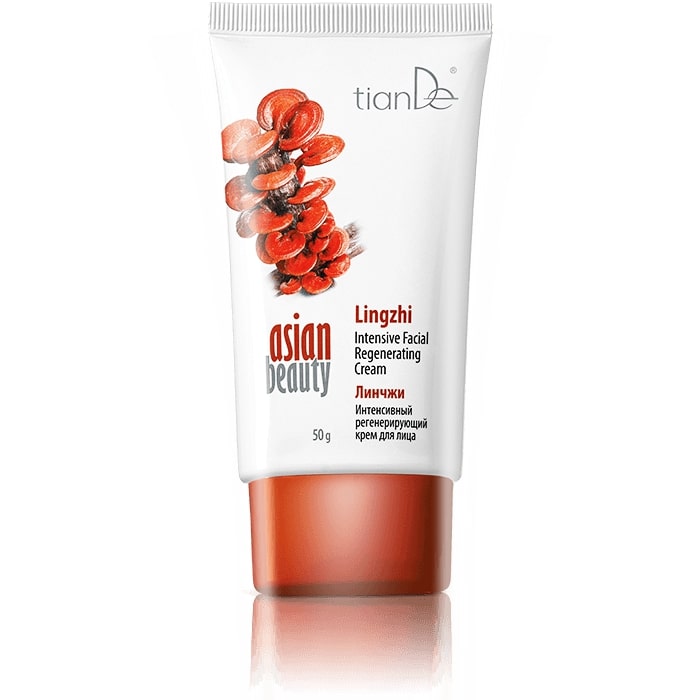 tianDe®
asian
beauty
50 g
Lingzhi
Intensive Facial
Regenerating
Cream
Линчжи
Интенсивный
регенерирующий
крем для лица